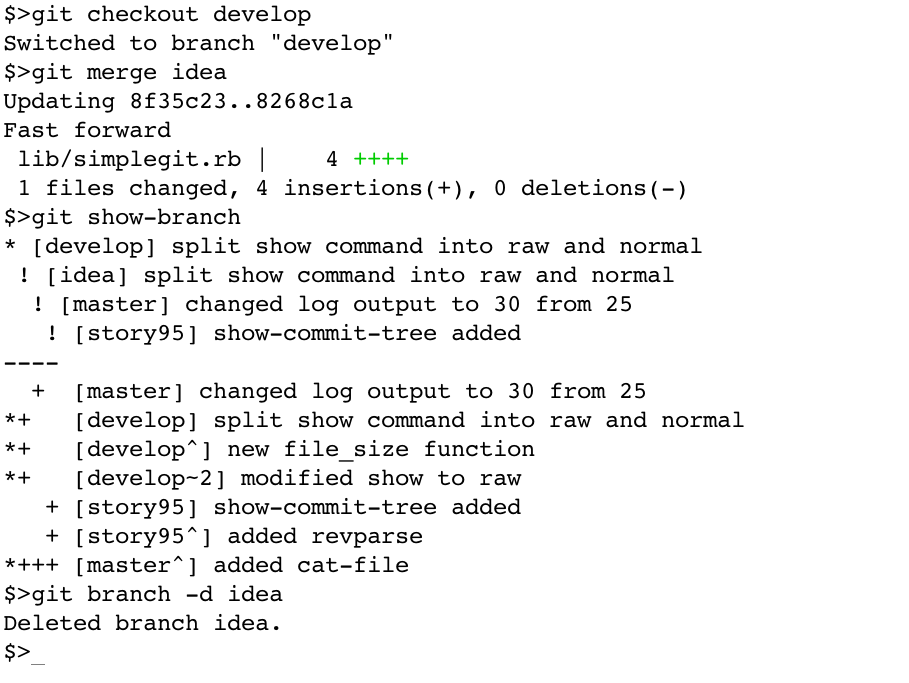 $>git checkout develop
Switched to branch "develop"
$>git merge idea
Updating 8f35c23..8268c1a
Fast forward
 lib/simplegit.rb |    4 ++++
 1 files changed, 4 insertions(+), 0 deletions(-)
$>git show-branch
* [develop] split show command into raw and normal
 ! [idea] split show command into raw and normal
  ! [master] changed log output to 30 from 25
   ! [story95] show-commit-tree added
----
  +  [master] changed log output to 30 from 25
*+   [develop] split show command into raw and normal
*+   [develop^] new file_size function
*+   [develop~2] modified show to raw
   + [story95] show-commit-tree added
   + [story95^] added revparse
*+++ [master^] added cat-file
$>git branch -d idea
Deleted branch idea.
$>_